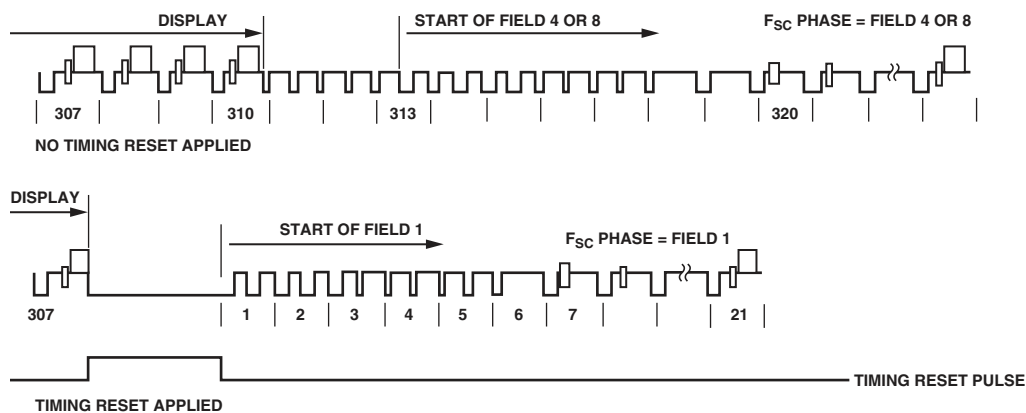 DISPLAY START OF FIELD 4 OR 8 FSC PHASE = FIELD 4 OR 8
307 310 313 320
NO TIMING RESET APPLIED
DISPLAY
START OF FIELD 1 FSC PHASE = FIELD 1
307 1 2 3 4 5 6 7 21
TIMING RESET PULSE
TIMING RESET APPLIED